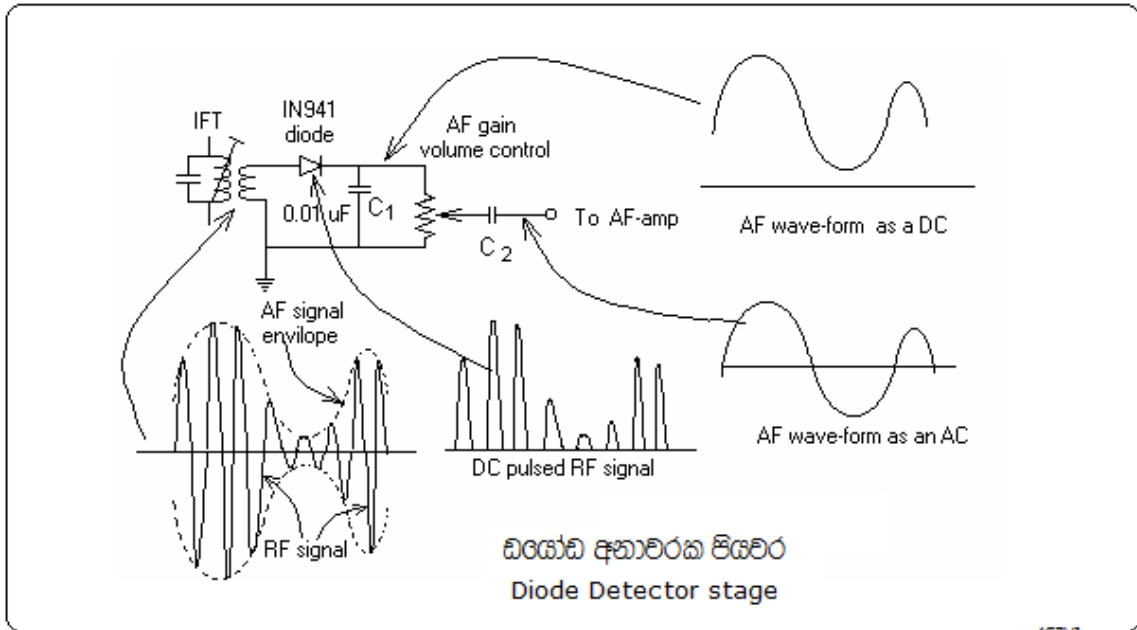 IN941
diode
IFT
AF gain
volume control
0.01 uF
C1
C2
To AF-amp
AF wave-form as a DC
AF signal
envilope
RF signal
DC pulsed RF signal
AF wave-form as an AC
ඩයෝඩ අනාවරක පියවර
Diode Detector stage